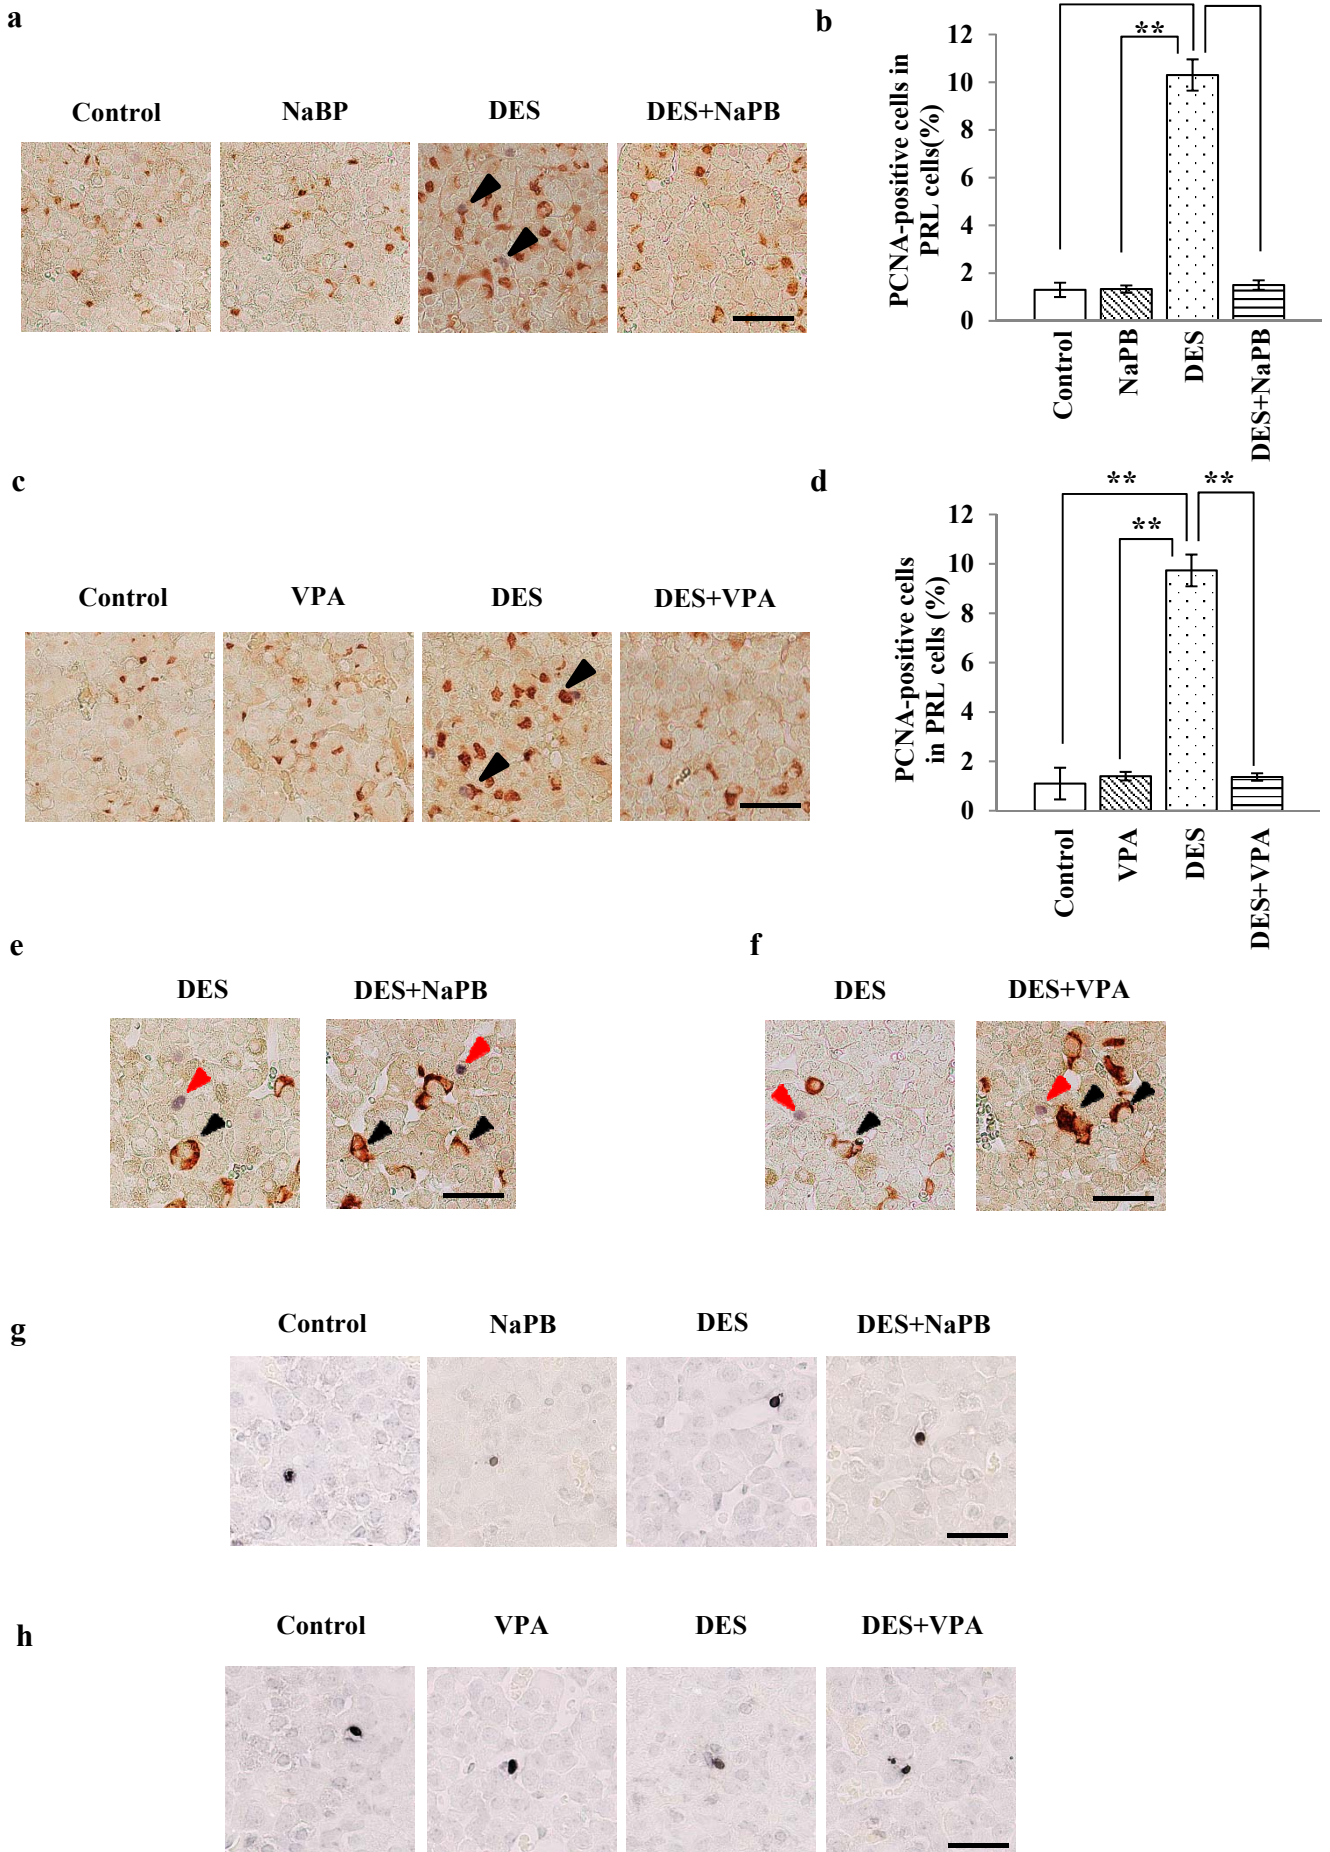 a
Control NaBP DES DES+NaPB
b
**
PCNA-positive cells in
PRL cells(%)
12
10
8
6
4
2
0
Control
NaPB
DES
DES+NaPB
c
Control VPA DES DES+VPA
d
** **
**
PCNA-positive cells
in PRL cells (%)
12
10
8
6
4
2
0
Control
VPA
DES
DES+VPA
e
DES DES+NaPB
f
DES DES+VPA
g
Control NaPB DES DES+NaPB
h
Control VPA DES DES+VPA